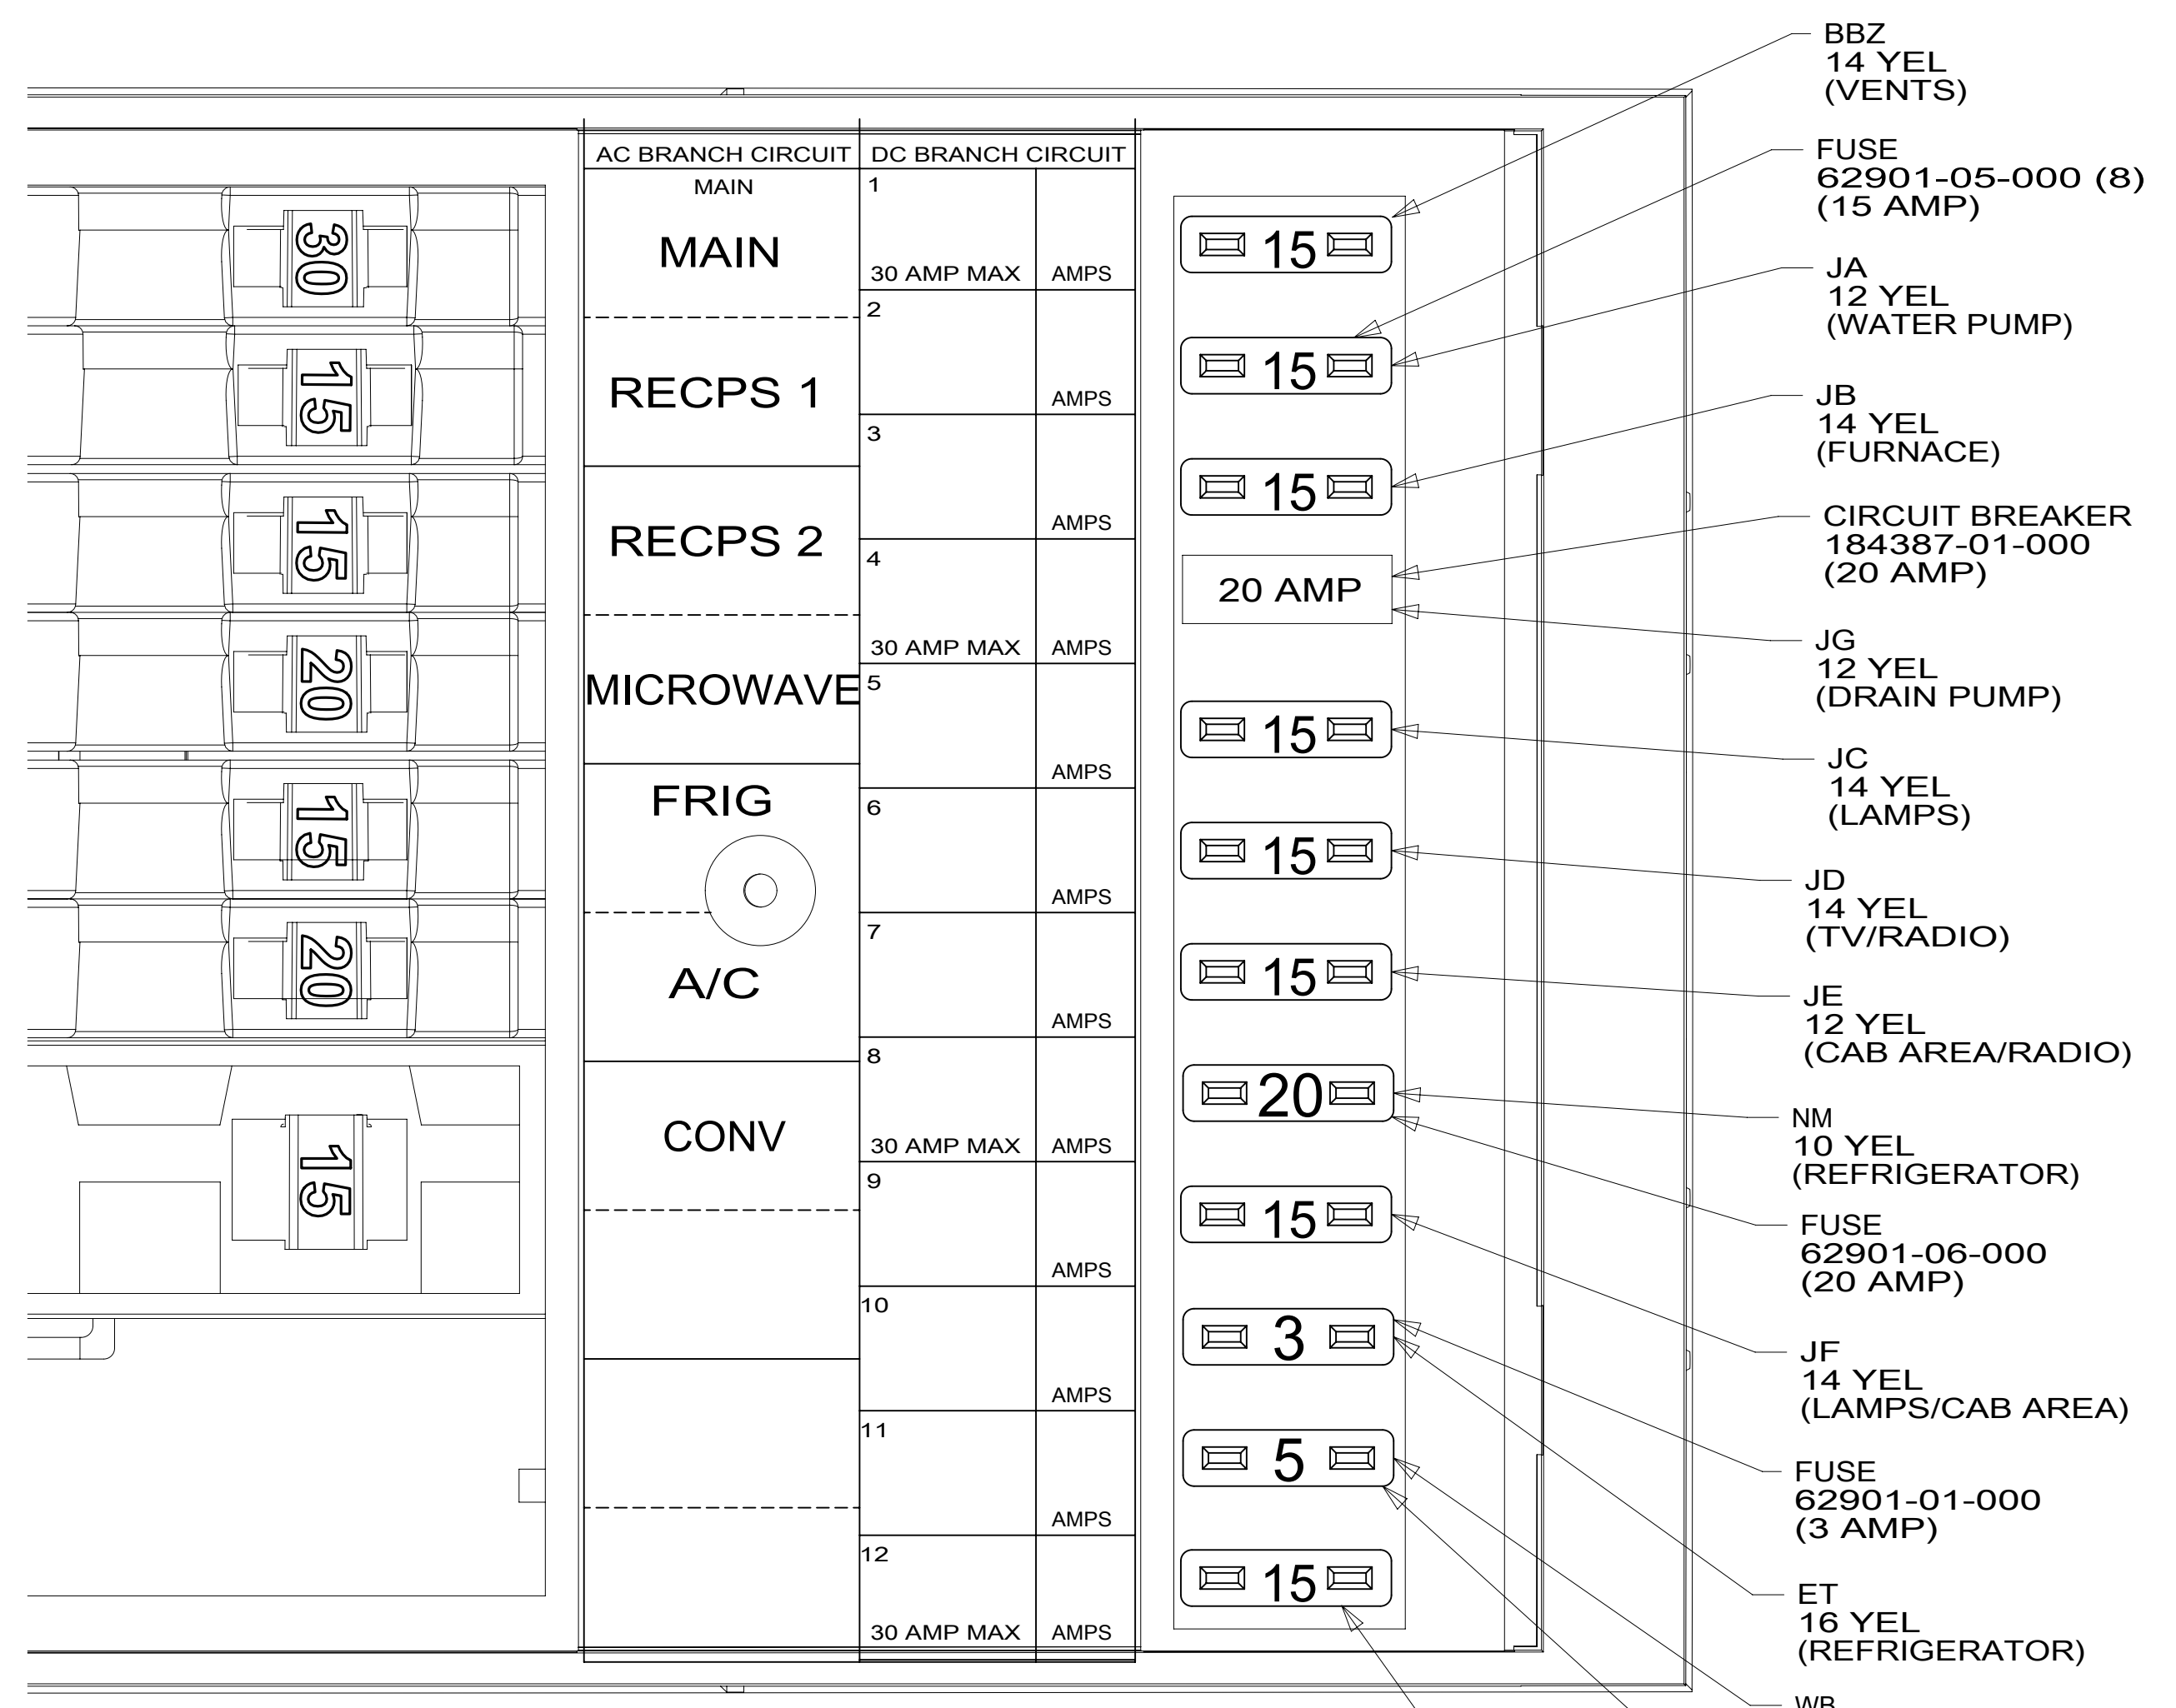 30
15
15
20
15
20
15
AC BRANCH CIRCUIT
MAIN
MAIN
RECPS 1
RECPS 2
MICROWAVE
FRIG
A/C
CONV
DC BRANCH CIRCUIT
1
30 AMP MAX AMPS
2
AMPS
3
AMPS
4
30 AMP MAX AMPS
5
AMPS
6
AMPS
7
AMPS
8
30 AMP MAX AMPS
9
AMPS
10
AMPS
11
AMPS
12
30 AMP MAX AMPS
15
15
15
20 AMP
15
15
15
20
15
3
5
15
BBZ
14 YEL
(VENTS)
FUSE
62901-05-000 (8)
(15 AMP)
JA
12 YEL
(WATER PUMP)
JB
14 YEL
(FURNACE)
CIRCUIT BREAKER
184387-01-000
(20 AMP)
JG
12 YEL
(DRAIN PUMP)
JC
14 YEL
(LAMPS)
JD
14 YEL
(TV/RADIO)
JE
12 YEL
(CAB AREA/RADIO)
NM
10 YEL
(REFRIGERATOR)
FUSE
62901-06-000
(20 AMP)
JF
14 YEL
(LAMPS/CAB AREA)
FUSE
62901-01-000
(3 AMP)
ET
16 YEL
(REFRIGERATOR)
WB